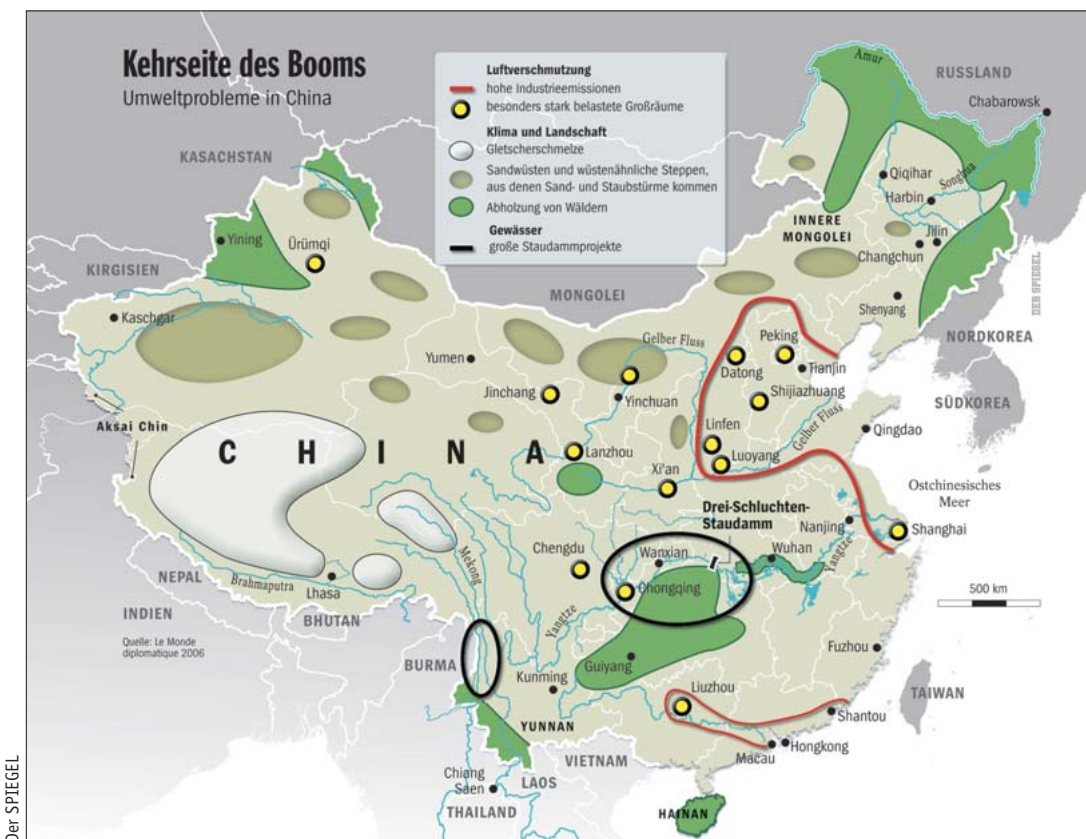 Kehrseite des Booms
Umweltprobleme in China
Luftverschmutzung
hohe Industrieemissionen
besonders stark belastete Großräume
Klima und Landschaft
Gletscherschmelze
Sandwüsten und wüstenähnliche Steppen,
aus denen Sand- und Staubstürme kommen
Abholzung von Wäldern
Gewässer
große Staudammprojekte
Amur
RUSSLAND
Chabarowsk
KASACHSTAN
Qiqihar
Songhua
Harbin
Yining
Ürümqi
INNERE
MONGOLEI
Jilin
Changchun
KIRGISIEN
MONGOLEI
DER SPIEGEL
Shenyang
Kaschgar
NORDKOREA
Peking
Gelber Fluss
Yumen
Datong
Tianjin
Jinchang
Yinchuan
Shijiazhuang
SÜDKOREA
Aksai Chin
Linfen
Gelber Fluss
Qingdao
CHINA
Lanzhou
Luoyang
Xi'an
Ostchinesisches
Meer
Drei-Schluchten-
Staudamm
Nanjing
Shanghai
Mekong
Chengdu
Wanxian
Wuhan
Yangtze
NEPAL
Brahmaputra
Lhasa
Chongqing
500 km
INDIEN
BHUTAN
Yangtze
Quelle: Le Monde
diplomatique 2006
BURMA
Guiyang
Fuzhou
Kunming
Liuzhou
TAIWAN
YUNNAN
Shantou
Macau
Hongkong
VIETNAM
Chiang
Saen
LAOS
THAILAND
HAINAN
Der SPIEGEL